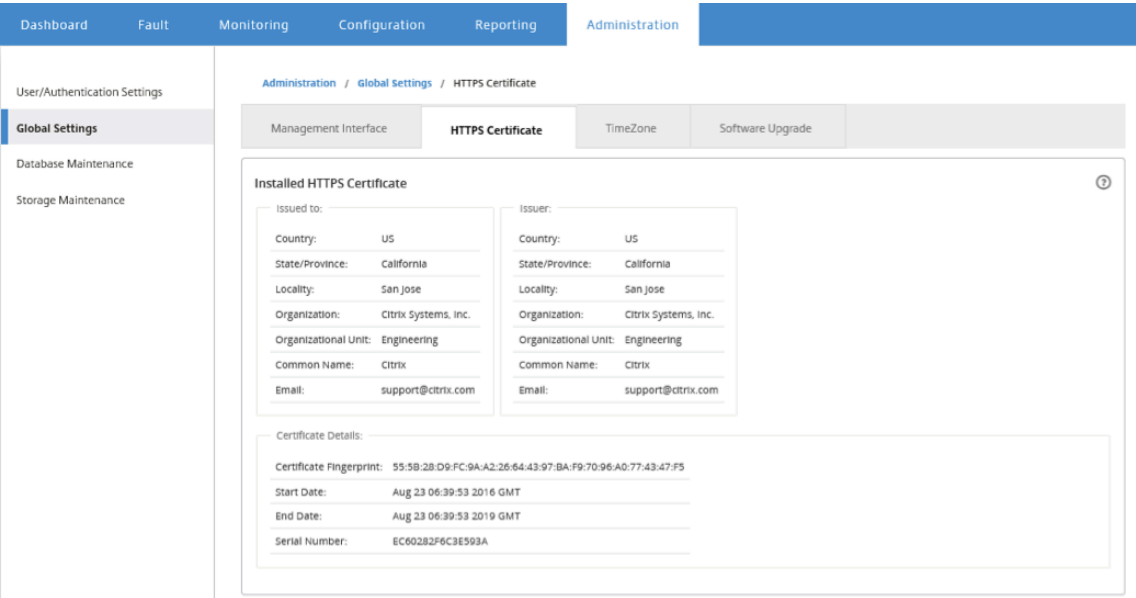 Dashboard Fault Monitoring Configuration Reporting Administration
User/Authentication Settings
Global Settings
Database Maintenance
Storage Maintenance
Administration / Global Settings / HTTPS Certificate
Management Interface HTTPS Certificate TimeZone Software Upgrade
Installed HTTPS Certificate
Issued to:
Country: US
State/Province: California
Locality: San Jose
Organization: Citrix Systems, Inc.
Organizational Unit: Engineering
Common Name: Citrix
Email: support@citrix.com
Issuer:
Country: US
State/Province: California
Locality: San Jose
Organization: Citrix Systems, Inc.
Organizational Unit: Engineering
Common Name: Citrix
Email: support@citrix.com
Certificate Details:
Certificate Fingerprint: 55:5B:28:D9:FC:9A:A2:26:64:43:97:BA:F9:70:96:A0:77:43:47:F5
Start Date: Aug 23 06:39:53 2016 GMT
End Date: Aug 23 06:39:53 2019 GMT
Serial Number: EC60282F6C3E593A